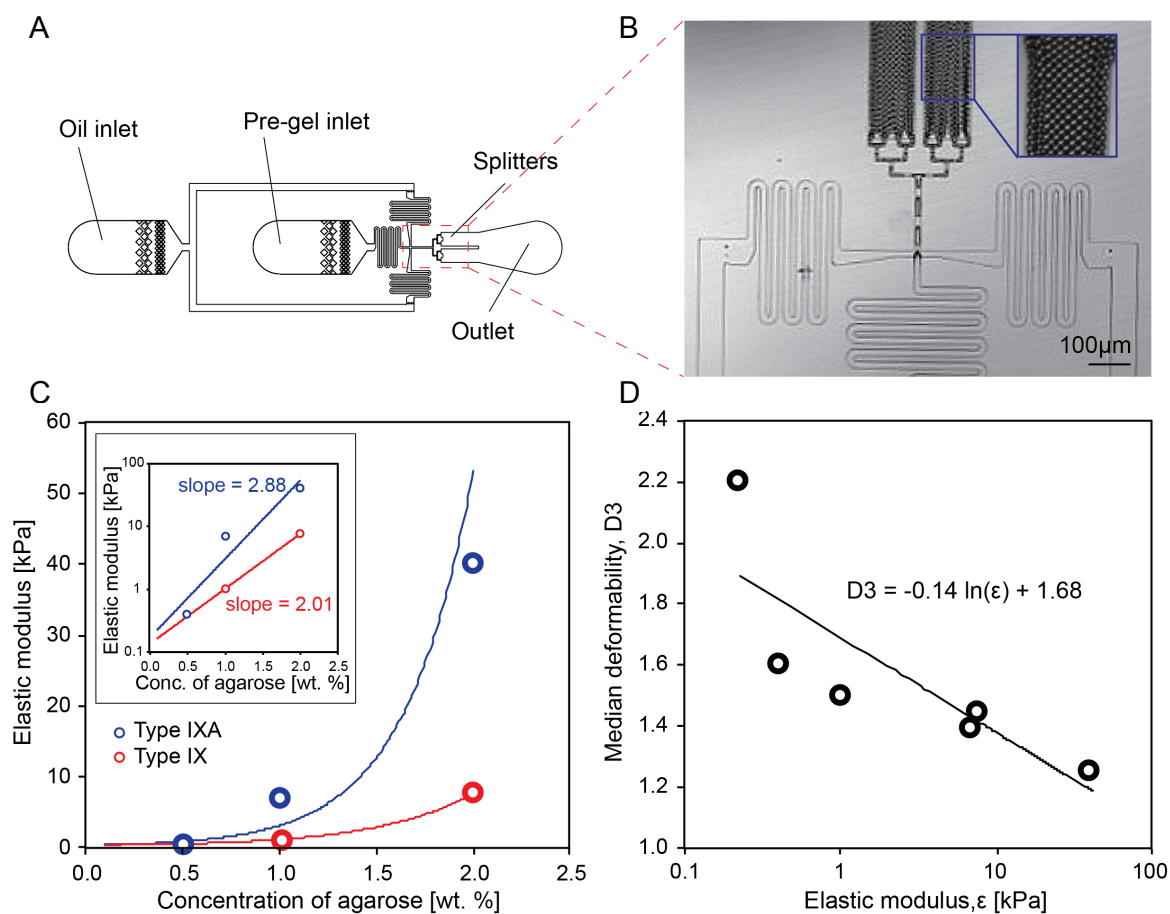 A
Oil inlet
Pre-gel inlet
Splitters
Outlet
B
100μm
C
Elastic modulus [kPa]
60
50
40
30
20
10
0
0
0.5
1.0
1.5
2.0
2.5
Concentration of agarose [wt. %]
Elastic modulus [kPa]
100
10
1
0.1
0.0
0.5
1.0
1.5
2.0
2.5
Conc. of agarose [wt. %]
slope = 2.88
slope = 2.01
Type IXA
Type IX
D
Median deformability, D3
2.4
2.2
2.0
1.8
1.6
1.4
1.2
1.0
D3 = -0.14 ln(ε) + 1.68
0.1
1
10
100
Elastic modulus,ε [kPa]